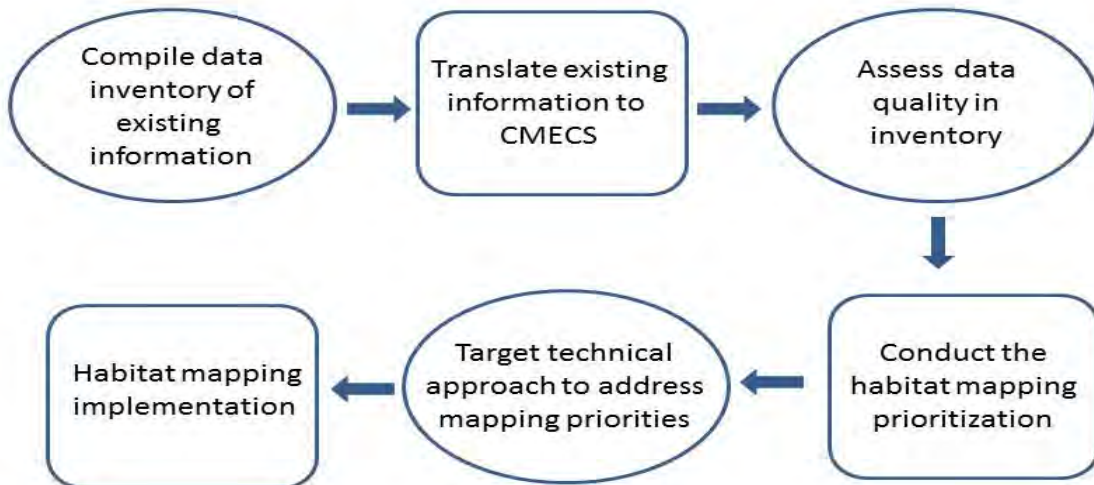 Compile data
inventory of
existing
information
Translate existing
information to
CMECS
Assess data
quality in
inventory
Conduct the
habitat mapping
prioritization
Target technical
approach to address
mapping priorities
Habitat mapping
implementation